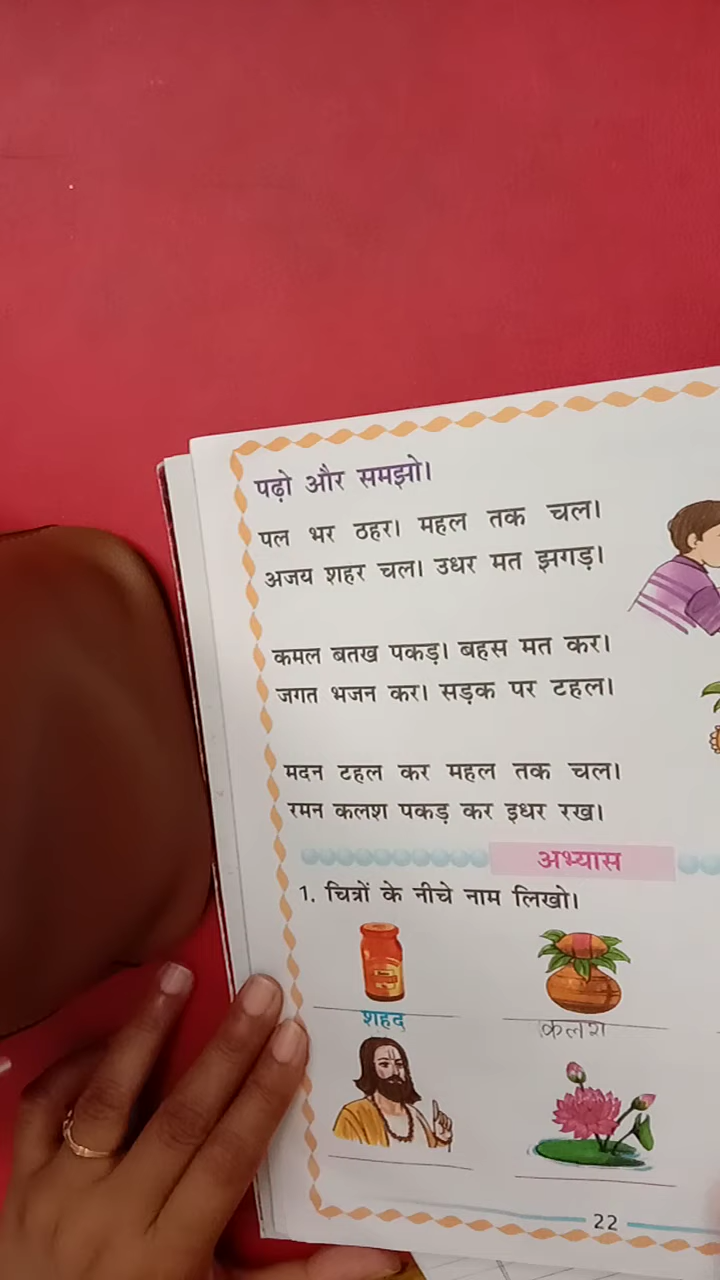 पढ़ो और समझो।
पल भर ठहर। महल तक चल।
अजय शहर चल। उधर मत झगड़।
कमल बतख पकड़। बहस मत कर।
जगत भजन कर। सड़क पर टहल।
मदन टहल कर महल तक चल।
रमन कलश पकड़ कर इधर रख।
अभ्यास
1. चित्रों के नीचे नाम लिखो।
शहद कलश
22